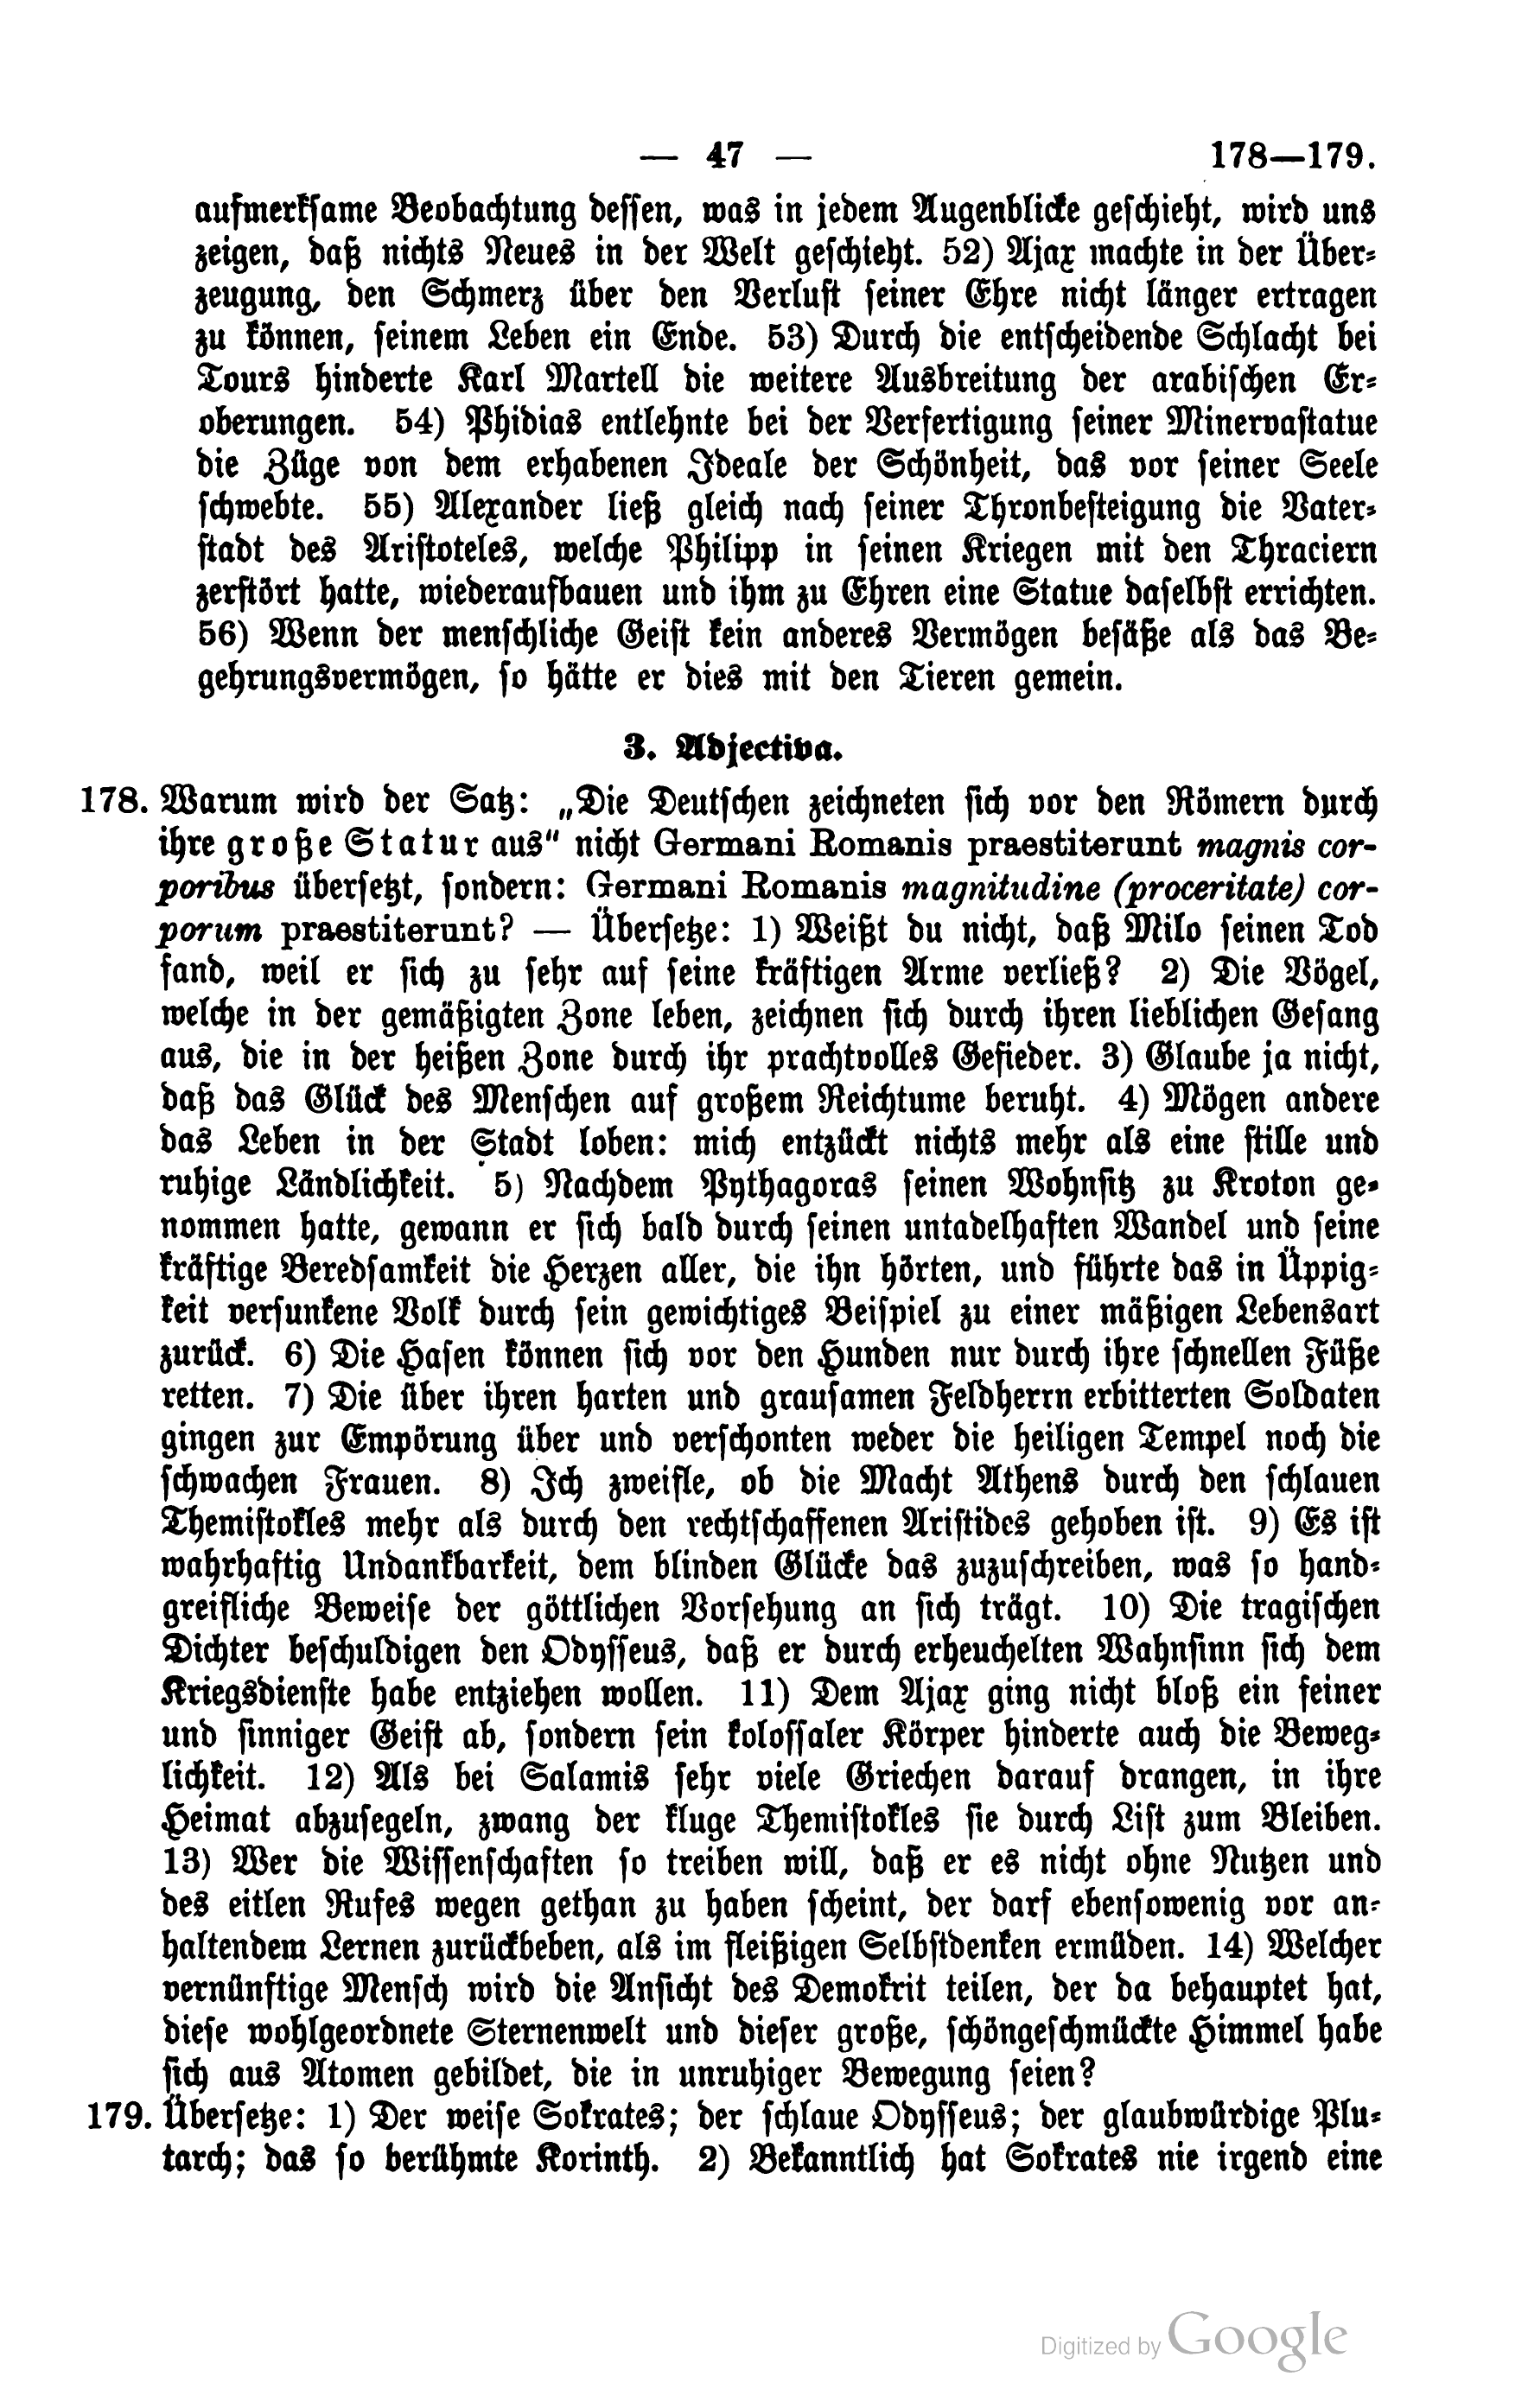 — 47 — 178—179.
aufmerksame Beobachtung dessen, was in jedem Augenblicke geschieht, wird uns
zeigen, daß nichts Neues in der Welt geschieht. 52) Ajax machte in der Über-
zeugung, den Schmerz über den Verlust seiner Ehre nicht länger ertragen
zu können, seinem Leben ein Ende. 53) Durch die entscheidende Schlacht bei
Tours hinderte Karl Martell die weitere Ausbreitung der arabischen Er-
oberungen. 54) Phidias entlehnte bei der Verfertigung seiner Minervastatue
die Züge von dem erhabenen Ideale der Schönheit, das vor seiner Seele
schwebte. 55) Alexander ließ gleich nach seiner Thronbesteigung die Vater-
stadt des Aristoteles, welche Philipp in seinen Kriegen mit den Thraciern
zerstört hatte, wiederaufbauen und ihm zu Ehren eine Statue daselbst errichten.
56) Wenn der menschliche Geist kein anderes Vermögen besäße als das Be-
gehrungsvermögen, so hätte er dies mit den Tieren gemein.
3. Adjectiva.
178. Warum wird der Satz: „Die Deutschen zeichneten sich vor den Römern durch
ihre große Statur aus" nicht Germani Romanis praestiterunt magnis cor-
poribus übersetzt, sondern: Germani Romanis magnitudine (proceritate) cor-
porum praestiterunt? — Übersetze: 1) Weißt du nicht, daß Milo seinen Tod
fand, weil er sich zu sehr auf seine kräftigen Arme verließ? 2) Die Vögel,
welche in der gemäßigten Zone leben, zeichnen sich durch ihren lieblichen Gesang
aus, die in der heißen Zone durch ihr prachtvolles Gefieder. 3) Glaube ja nicht,
daß das Glück des Menschen auf großem Reichtume beruht. 4) Mögen andere
das Leben in der Stadt loben: mich entzückt nichts mehr als eine stille und
ruhige Ländlichkeit. 5) Nachdem Pythagoras seinen Wohnsitz zu Kroton ge-
nommen hatte, gewann er sich bald durch seinen untadelhaften Wandel und seine
kräftige Beredsamkeit die Herzen aller, die ihn hörten, und führte das in Üppig-
keit versunkene Volk durch sein gewichtiges Beispiel zu einer mäßigen Lebensart
zurück. 6) Die Hasen können sich vor den Hunden nur durch ihre schnellen Füße
retten. 7) Die über ihren harten und grausamen Feldherrn erbitterten Soldaten
gingen zur Empörung über und verschonten weder die heiligen Tempel noch die
schwachen Frauen. 8) Ich zweifle, ob die Macht Athens durch den schlauen
Themistokles mehr als durch den rechtschaffenen Aristides gehoben ist. 9) Es ist
wahrhaftig Undankbarkeit, dem blinden Glücke das zuzuschreiben, was so hand-
greifliche Beweise der göttlichen Vorsehung an sich trägt. 10) Die tragischen
Dichter beschuldigen den Odysseus, daß er durch erheuchelten Wahnsinn sich dem
Kriegsdienste habe entziehen wollen. 11) Dem Ajax ging nicht bloß ein feiner
und sinniger Geist ab, sondern sein kolossaler Körper hinderte auch die Beweg-
lichkeit. 12) Als bei Salamis sehr viele Griechen darauf drangen, in ihre
Heimat abzusegeln, zwang der kluge Themistokles sie durch List zum Bleiben.
13) Wer die Wissenschaften so treiben will, daß er es nicht ohne Nutzen und
des eitlen Rufes wegen gethan zu haben scheint, der darf ebensowenig vor an-
haltendem Lernen zurückbeben, als im fleißigen Selbstdenken ermüden. 14) Welcher
vernünftige Mensch wird die Ansicht des Demokrit teilen, der da behauptet hat,
diese wohlgeordnete Sternenwelt und dieser große, schöngeschmückte Himmel habe
sich aus Atomen gebildet, die in unruhiger Bewegung seien?
179. Übersetze: 1) Der weise Sokrates; der schlaue Odysseus; der glaubwürdige Plu-
tarch; das so berühmte Korinth. 2) Bekanntlich hat Sokrates nie irgend eine
Digitized by Google